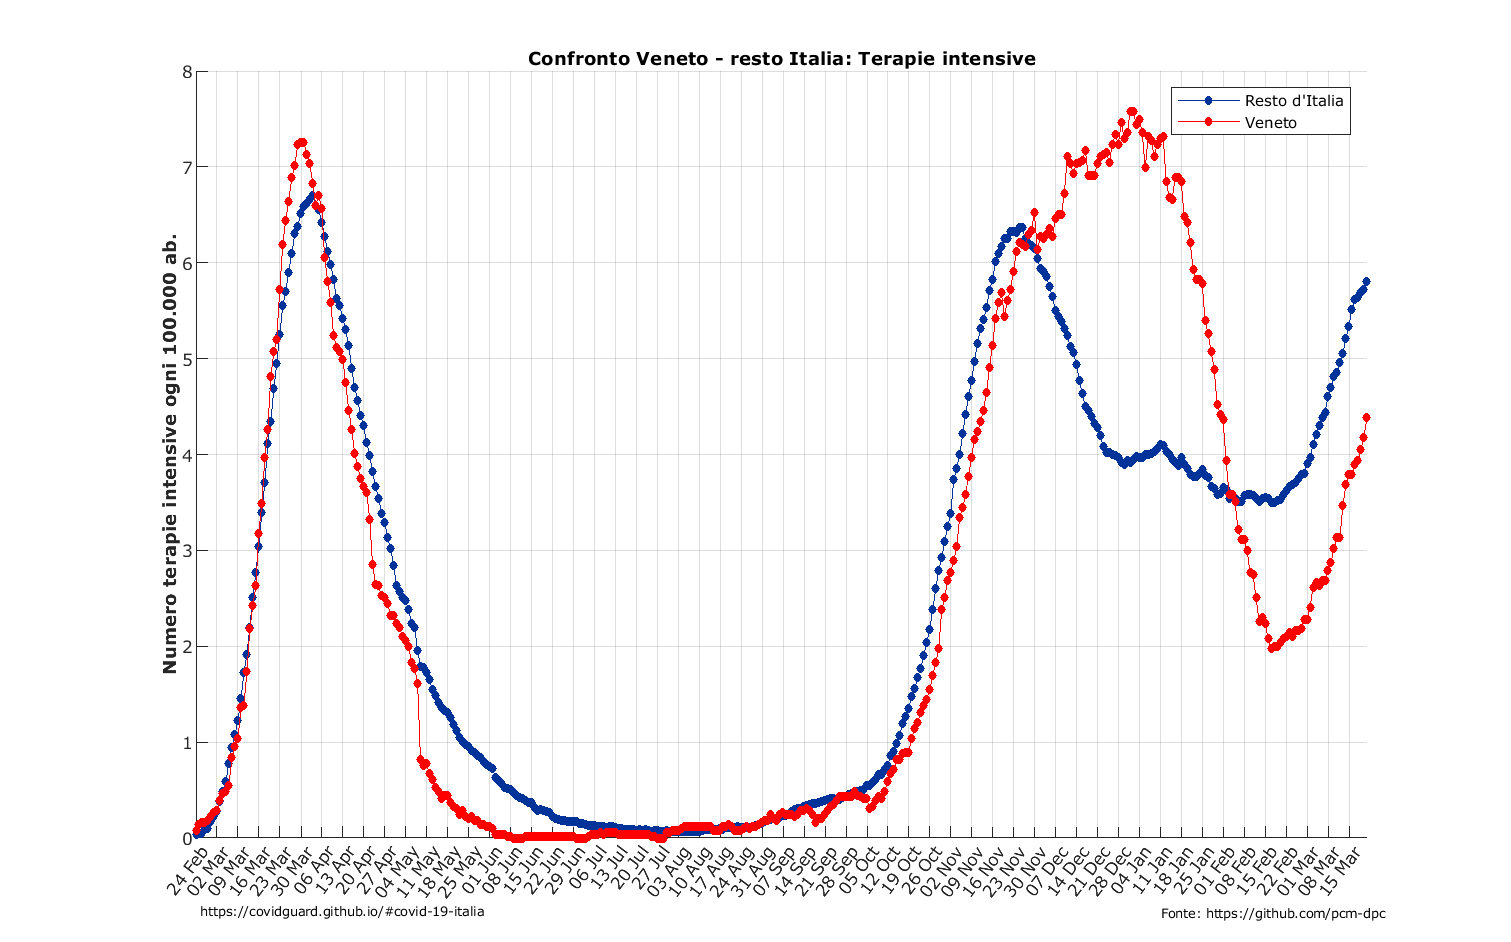 Confronto Veneto - resto Italia: Terapie intensive
Resto d'Italia
Veneto
Numero terapie intensive ogni 100.000 ab.
8
7
6
5
4
3
2
1
0
24 Feb
02 Mar
09 Mar
16 Mar
23 Mar
30 Mar
06 Apr
13 Apr
20 Apr
27 Apr
04 May
11 May
18 May
25 May
01 Jun
08 Jun
15 Jun
22 Jun
29 Jun
06 Jul
13 Jul
20 Jul
27 Jul
03 Aug
10 Aug
17 Aug
24 Aug
31 Aug
07 Sep
14 Sep
21 Sep
28 Sep
05 Oct
12 Oct
19 Oct
26 Oct
02 Nov
09 Nov
16 Nov
23 Nov
30 Nov
07 Dec
14 Dec
21 Dec
28 Dec
04 Jan
11 Jan
18 Jan
25 Jan
01 Feb
08 Feb
15 Feb
22 Feb
01 Mar
08 Mar
15 Mar
https://covidguard.github.io/#covid-19-italia
Fonte: https://github.com/pcm-dpc